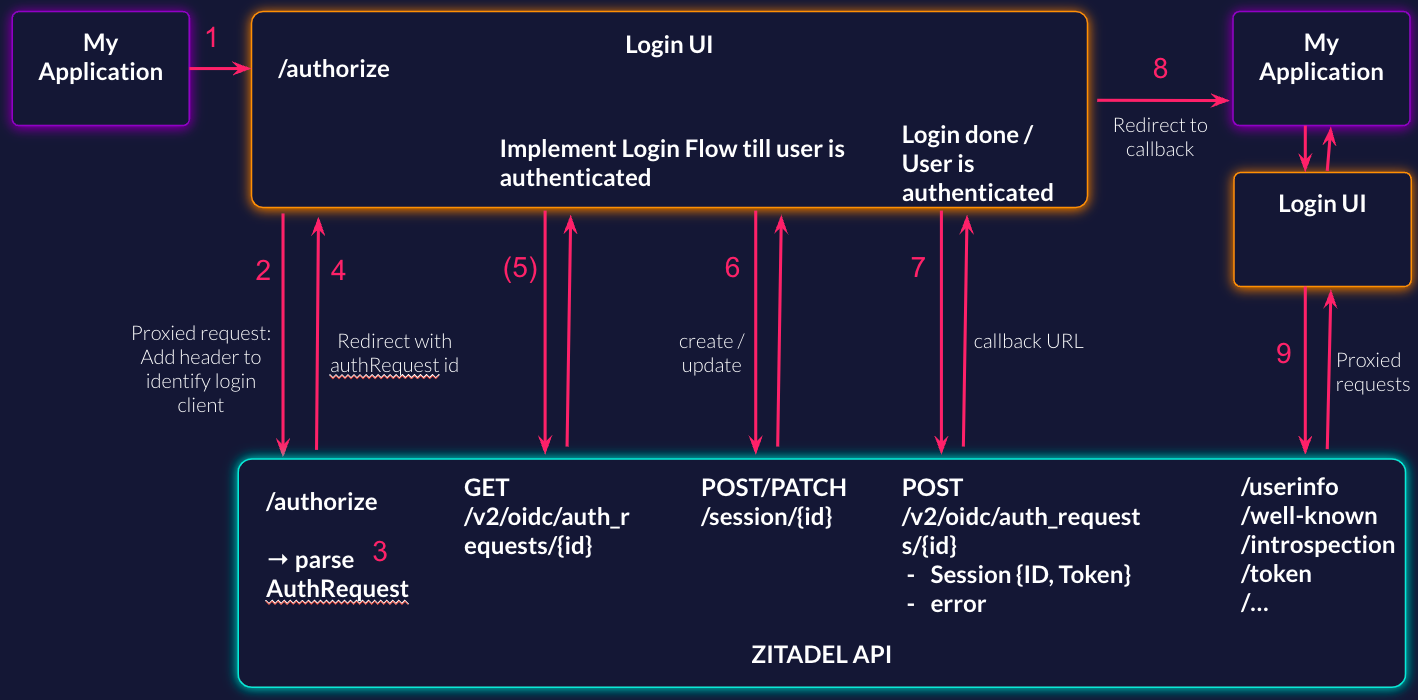 My
Application
1
Login UI
/authorize
Implement Login Flow till user is
authenticated
Login done /
User is
authenticated
8
Redirect to
callback
My
Application
Login UI
2
Proxied request:
Add header to
identify login
client
4
Redirect with
authRequest id
(5)
6
create /
update
7
callback URL
9
Proxied
requests
/authorize
→ parse 3
AuthRequest
GET
/v2/oidc/auth_r
equests/{id}
POST/PATCH
/session/{id}
POST
/v2/oidc/auth_request
s/{id}
- Session {ID, Token}
- error
/userinfo
/well-known
/introspection
/token
/...
ZITADEL API